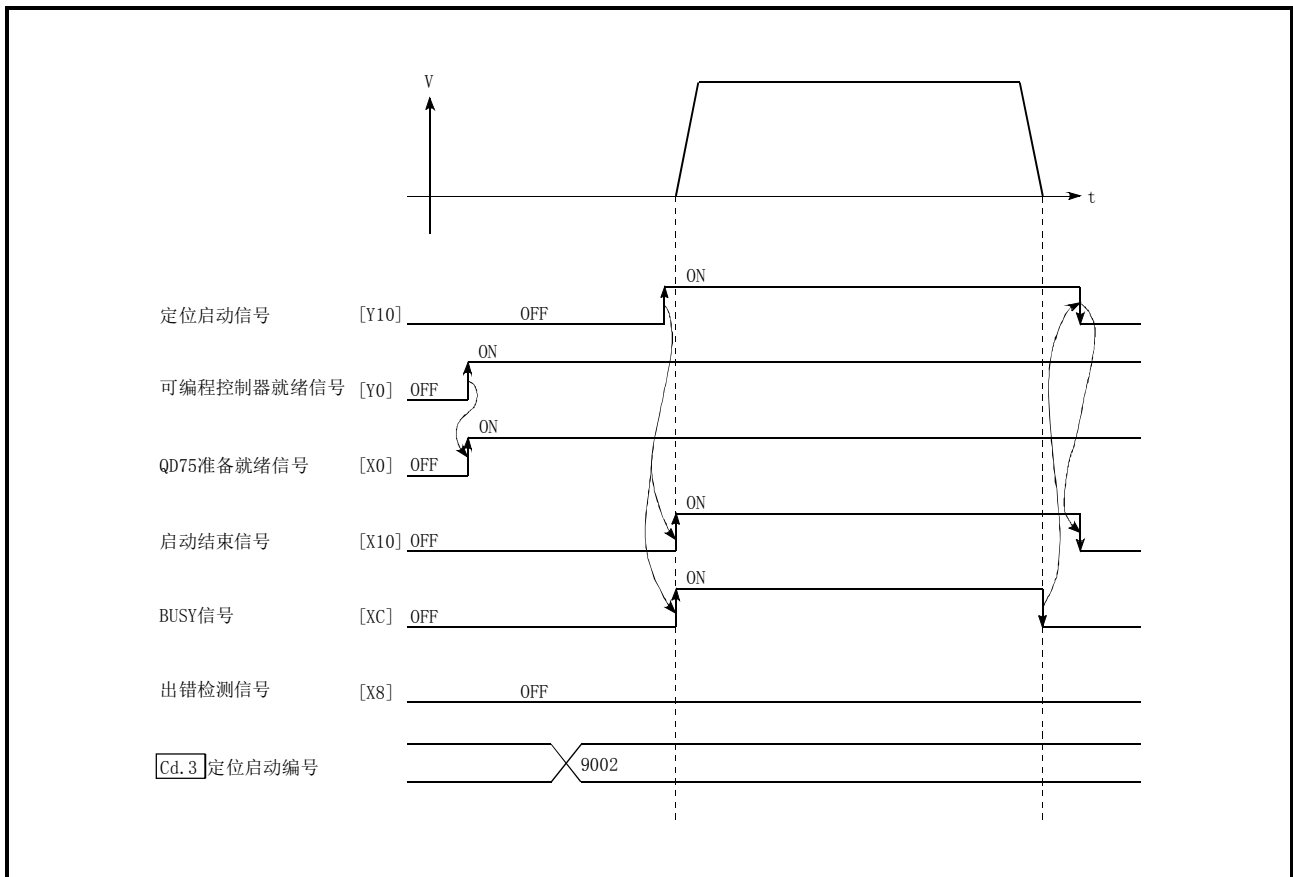 V
t
ON
定位启动信号 [Y10] OFF
ON
可编程控制器就绪信号 [Y0] OFF
ON
QD75准备就绪信号 [X0] OFF
ON
启动结束信号 [X10] OFF
ON
BUSY信号 [XC] OFF
出错检测信号 [X8] OFF
Cd.3 定位启动编号 9002